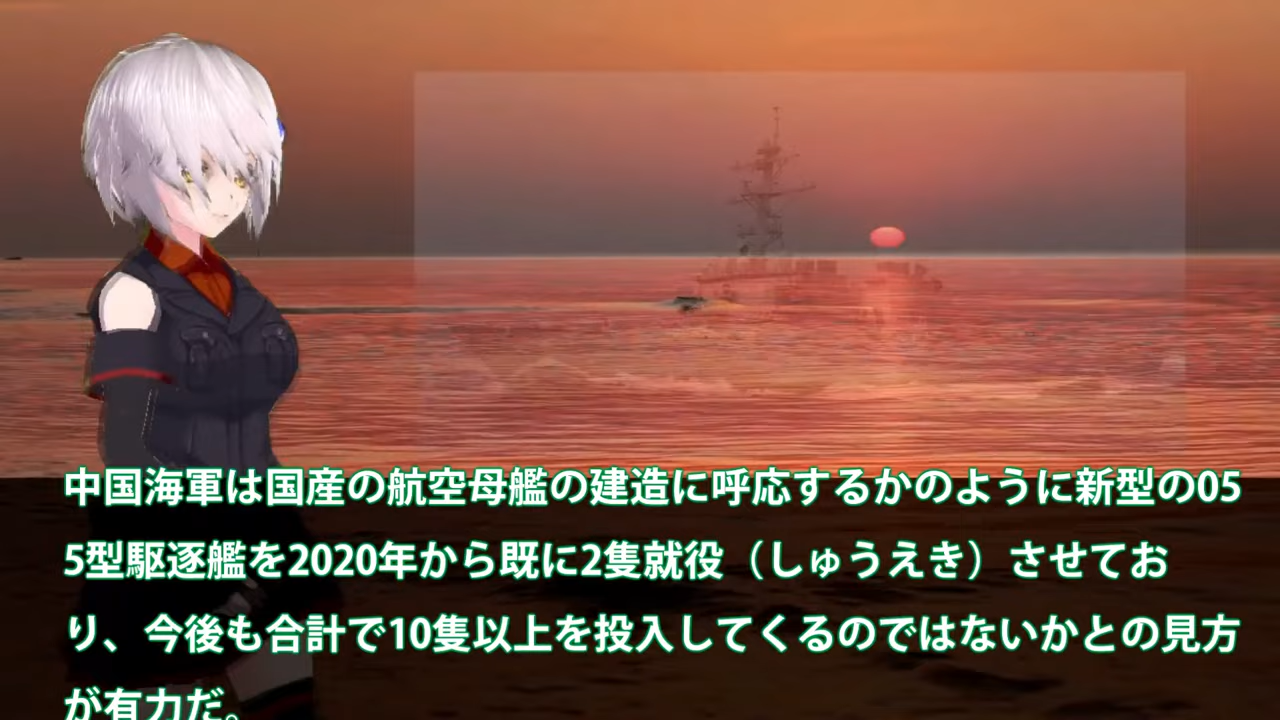 中国海軍は国産の航空母艦の建造に呼応するかのように新型の05
5型駆逐艦を2020年から既に2隻就役（しゅうえき）させてお
り、今後も合計で10隻以上を投入してくるのではないかとの見方
が有力だ。